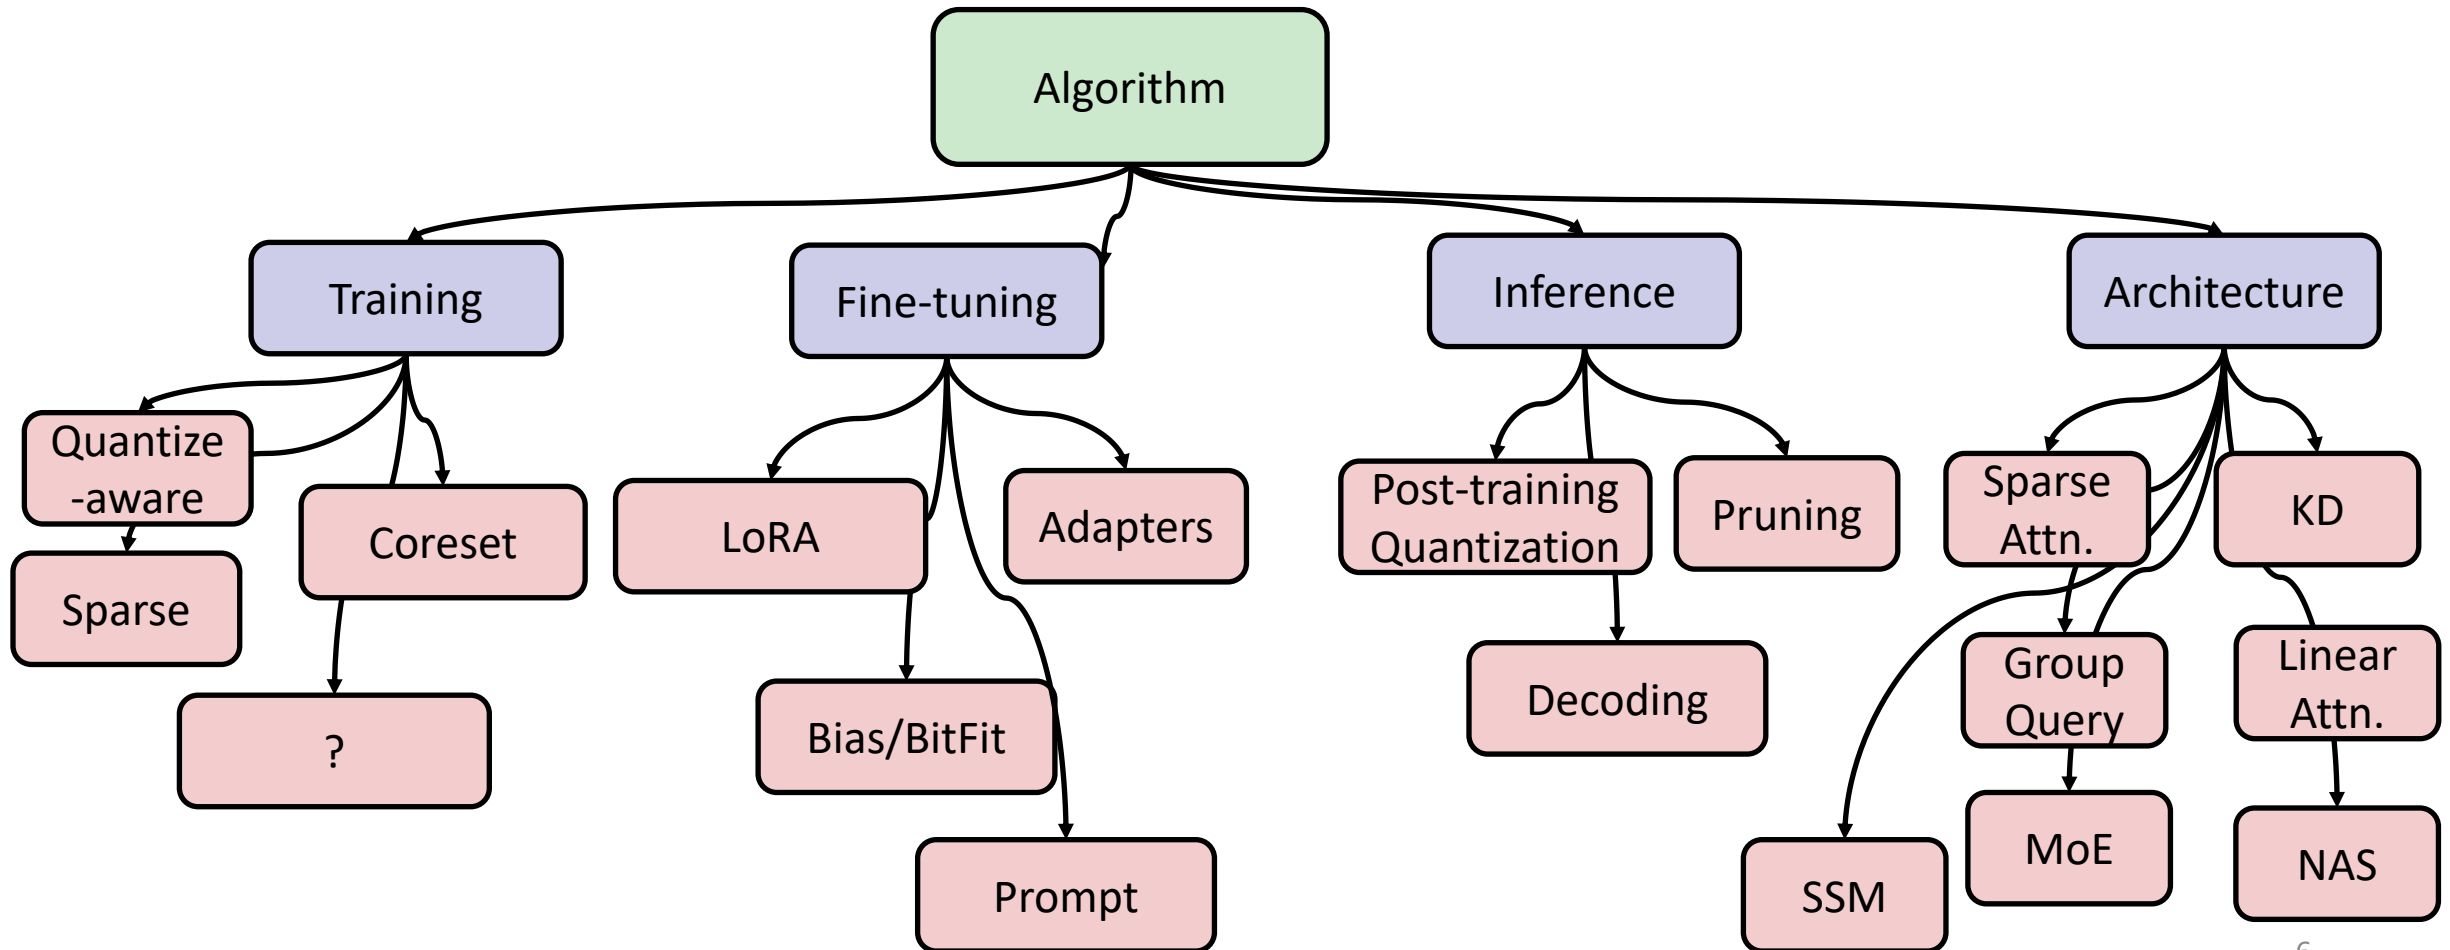 Algorithm
Training
Fine-tuning
Inference
Architecture
Quantize
-aware
Coreset
Sparse
?
LoRA
Adapters
Bias/BitFit
Prompt
Post-training
Quantization
Pruning
Decoding
Sparse
Attn.
KD
Group
Query
Linear
Attn.
SSM
MoE
NAS